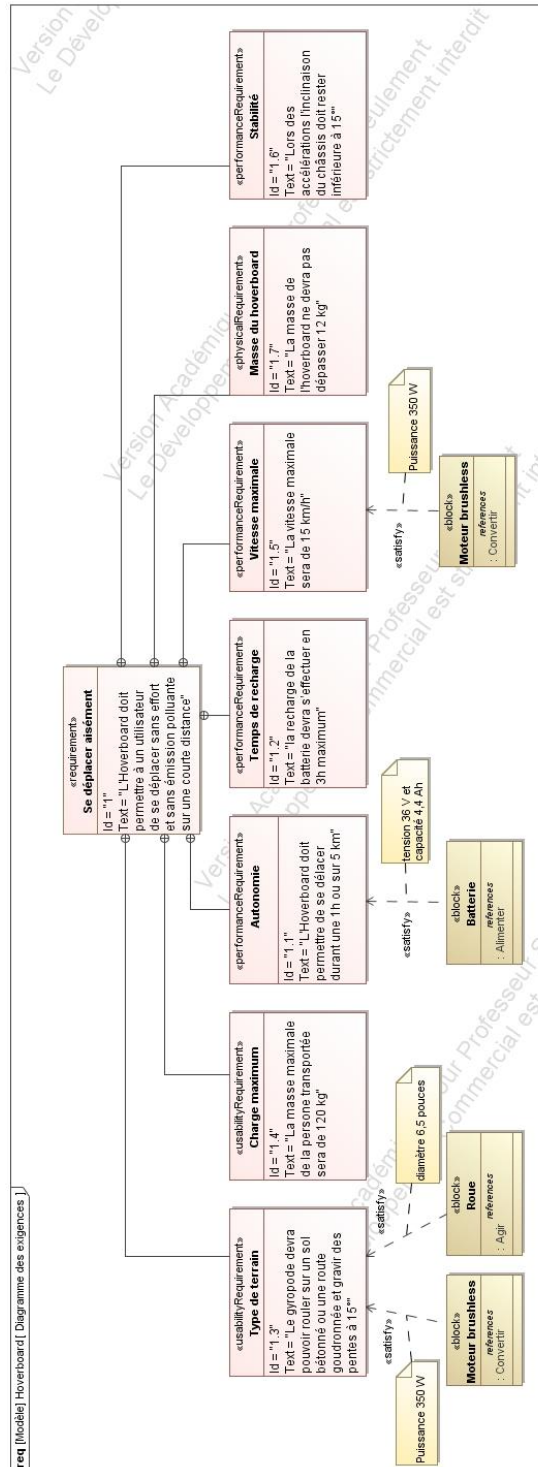 req [Modèle] Hoverboard [ Diagramme des exigences ]
«requirement»
Se déplacer aisément
Id = "1"
Text = "L'Hoverboard doit
permettre à un utilisateur
de se déplacer sans effort
et sans émission polluante
sur une courte distance"
«usabilityRequirement»
Type de terrain
Id = "1.3"
Text = "Le gyropode devra
pouvoir rouler sur un sol
bétonné ou une route
goudronnée et gravir des
pentes à 15°"
«usabilityRequirement»
Charge maximum
Id = "1.4"
Text = "La masse maximale
de la persone transportée
sera de 120 kg"
«performanceRequirement»
Autonomie
Id = "1.1"
Text = "L'Hoverboard doit
permettre de se délacer
durant une 1h ou sur 5 km"
«performanceRequirement»
Temps de recharge
Id = "1.2"
Text = "la recharge de la
batterie devra s'effectuer en
3h maximum"
«performanceRequirement»
Vitesse maximale
Id = "1.5"
Text = "La vitesse maximale
sera de 15 km/h"
«physicalRequirement»
Masse du hoverboard
Id = "1.7"
Text = "La masse de
l'hoverboard ne devra pas
dépasser 12 kg"
«performanceRequirement»
Stabilité
Id = "1.6"
Text = "Lors des
accélérations l'inclinaison
du châssis doit rester
inférieure à 15°"
Puissance 350 W
«satisfy»
«block»
Moteur brushless
references
: Convertir
«satisfy»
diamètre 6,5 pouces
«block»
Roue
references
: Agir
«satisfy»
tension 36 V et
capacité 4,4 Ah
«block»
Batterie
references
: Alimenter
«satisfy»
Puissance 350 W
«block»
Moteur brushless
references
: Convertir
Version Académique
Le Développement